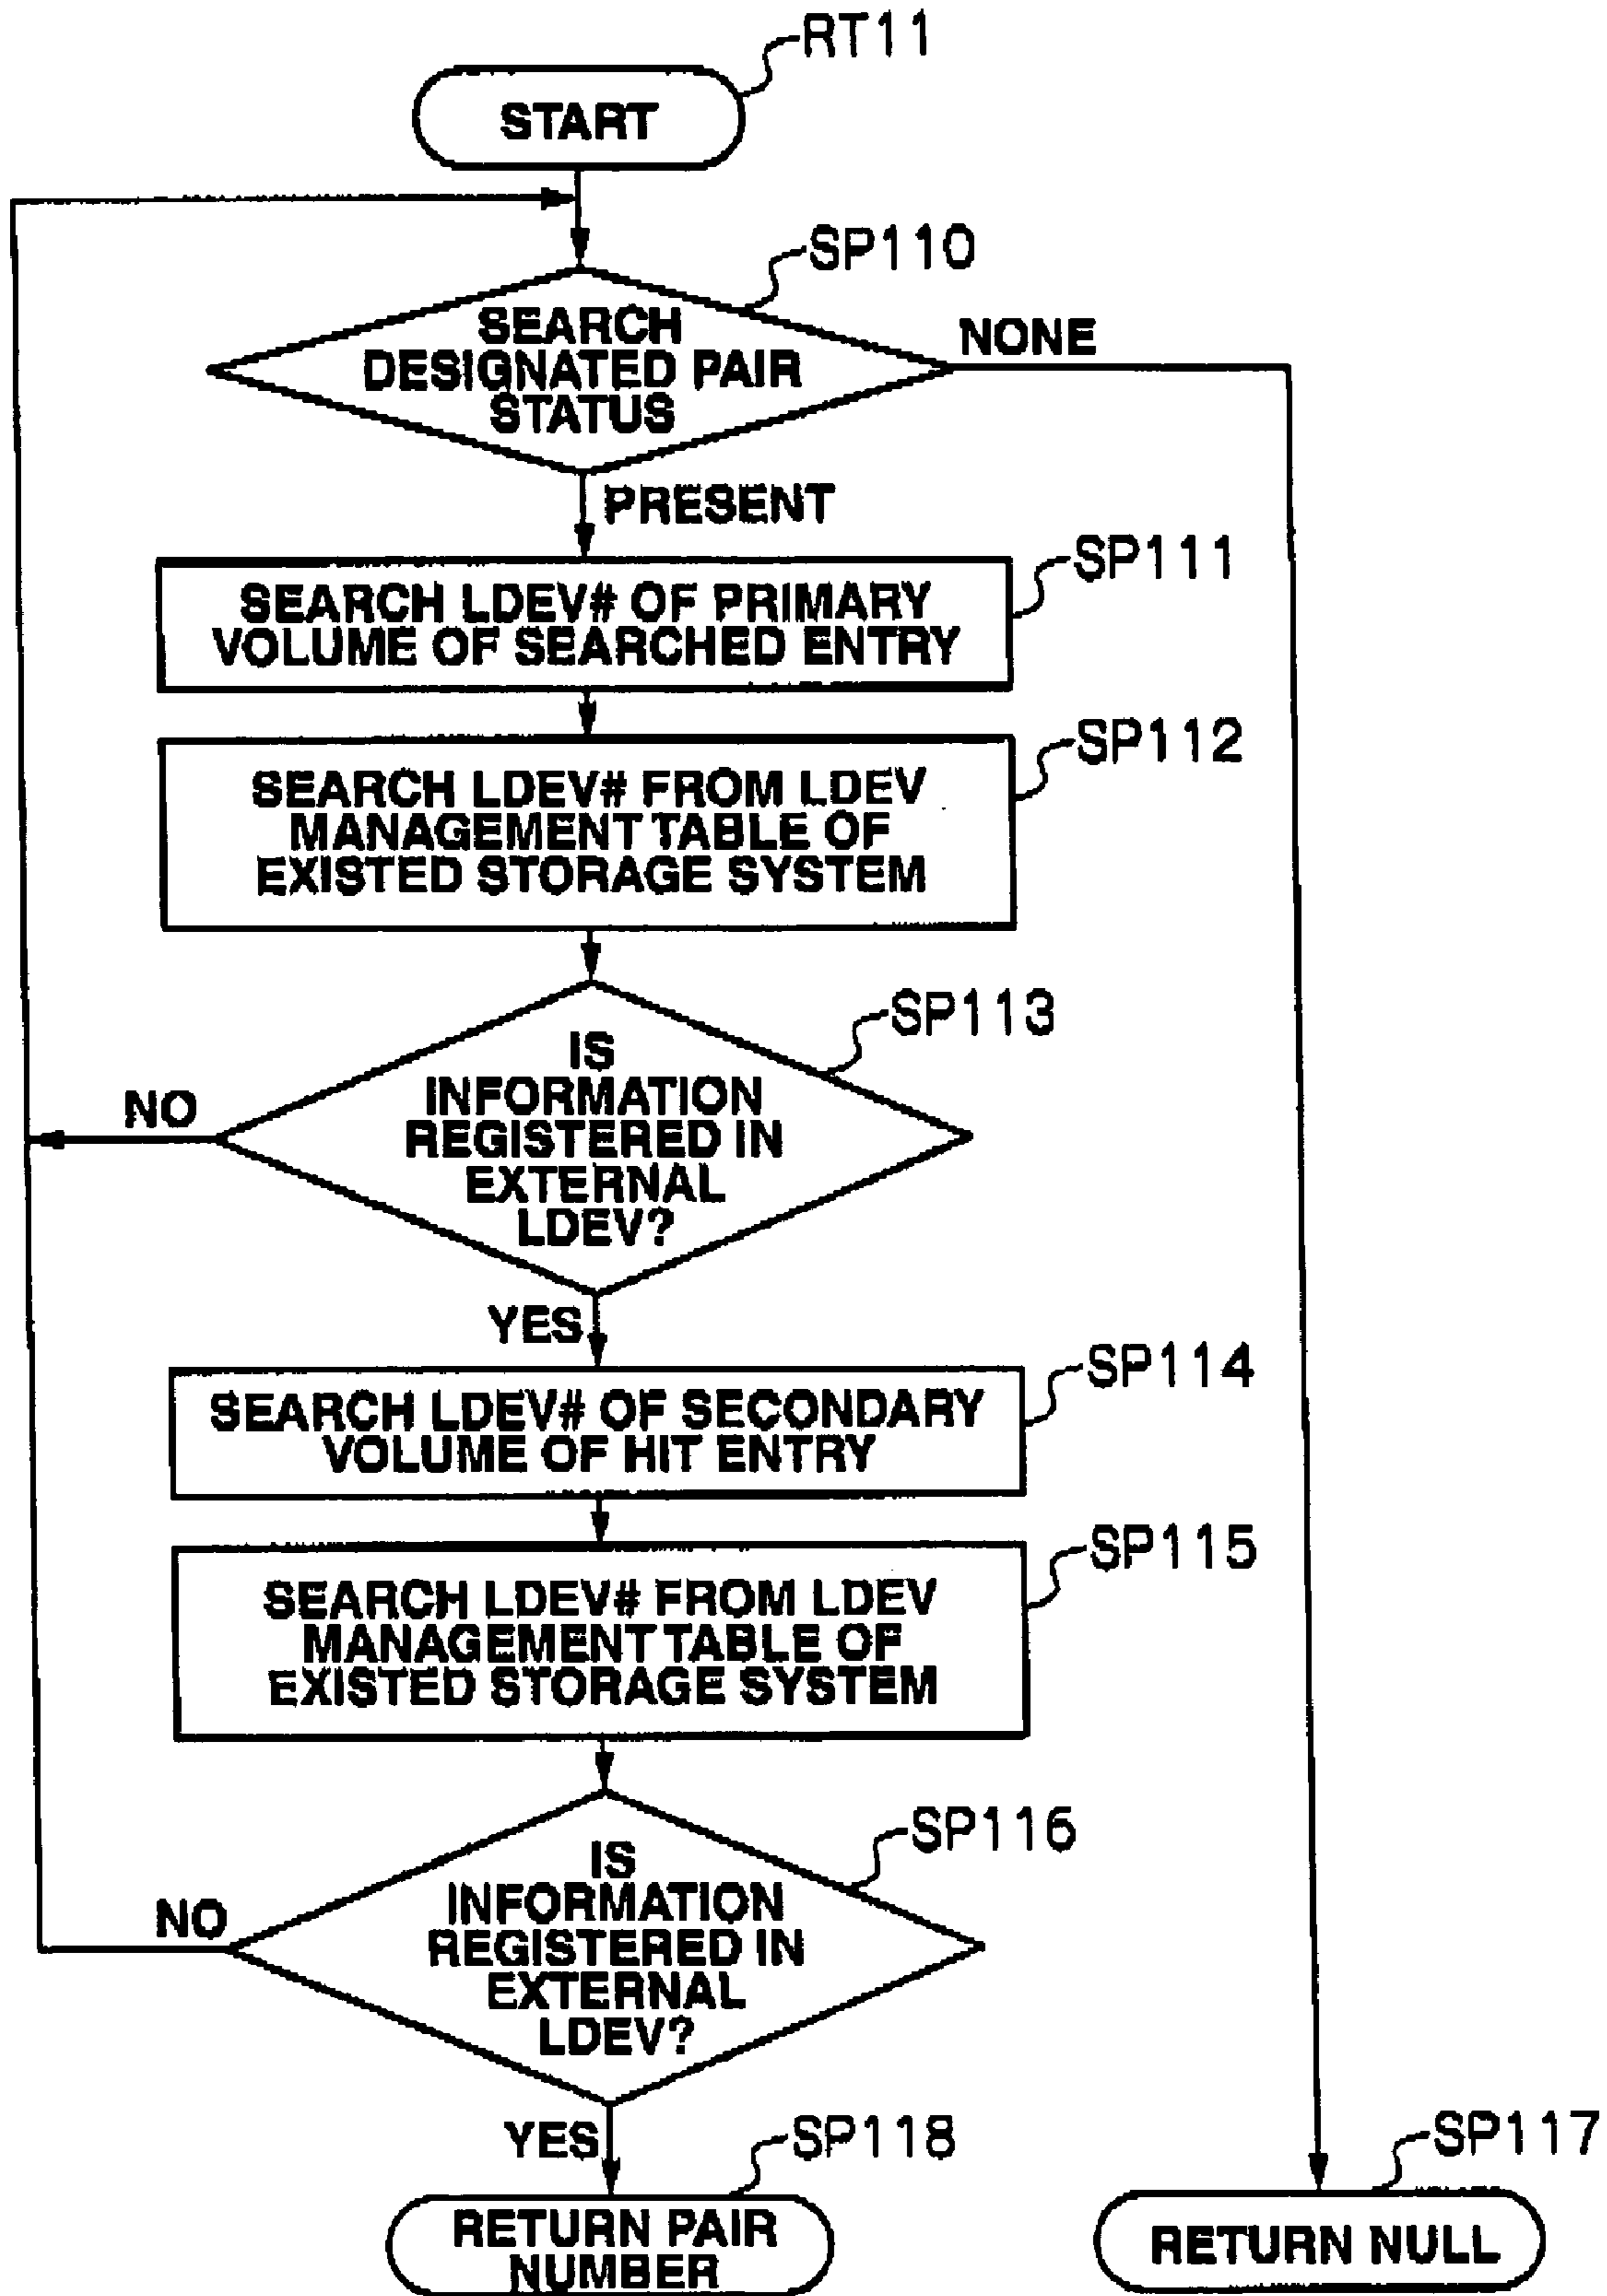 RT11
START
SP110
SEARCH
DESIGNATED PAIR
STATUS
NONE
PRESENT
SP111
SEARCH LDEV# OF PRIMARY
VOLUME OF SEARCHED ENTRY
SP112
SEARCH LDEV# FROM LDEV
MANAGEMENT TABLE OF
EXISTED STORAGE SYSTEM
SP113
IS
INFORMATION
REGISTERED IN
EXTERNAL
LDEV?
NO
YES
SP114
SEARCH LDEV# OF SECONDARY
VOLUME OF HIT ENTRY
SP115
SEARCH LDEV# FROM LDEV
MANAGEMENT TABLE OF
EXISTED STORAGE SYSTEM
SP116
IS
INFORMATION
REGISTERED IN
EXTERNAL
LDEV?
NO
YES
SP118
RETURN PAIR
NUMBER
SP117
RETURN NULL